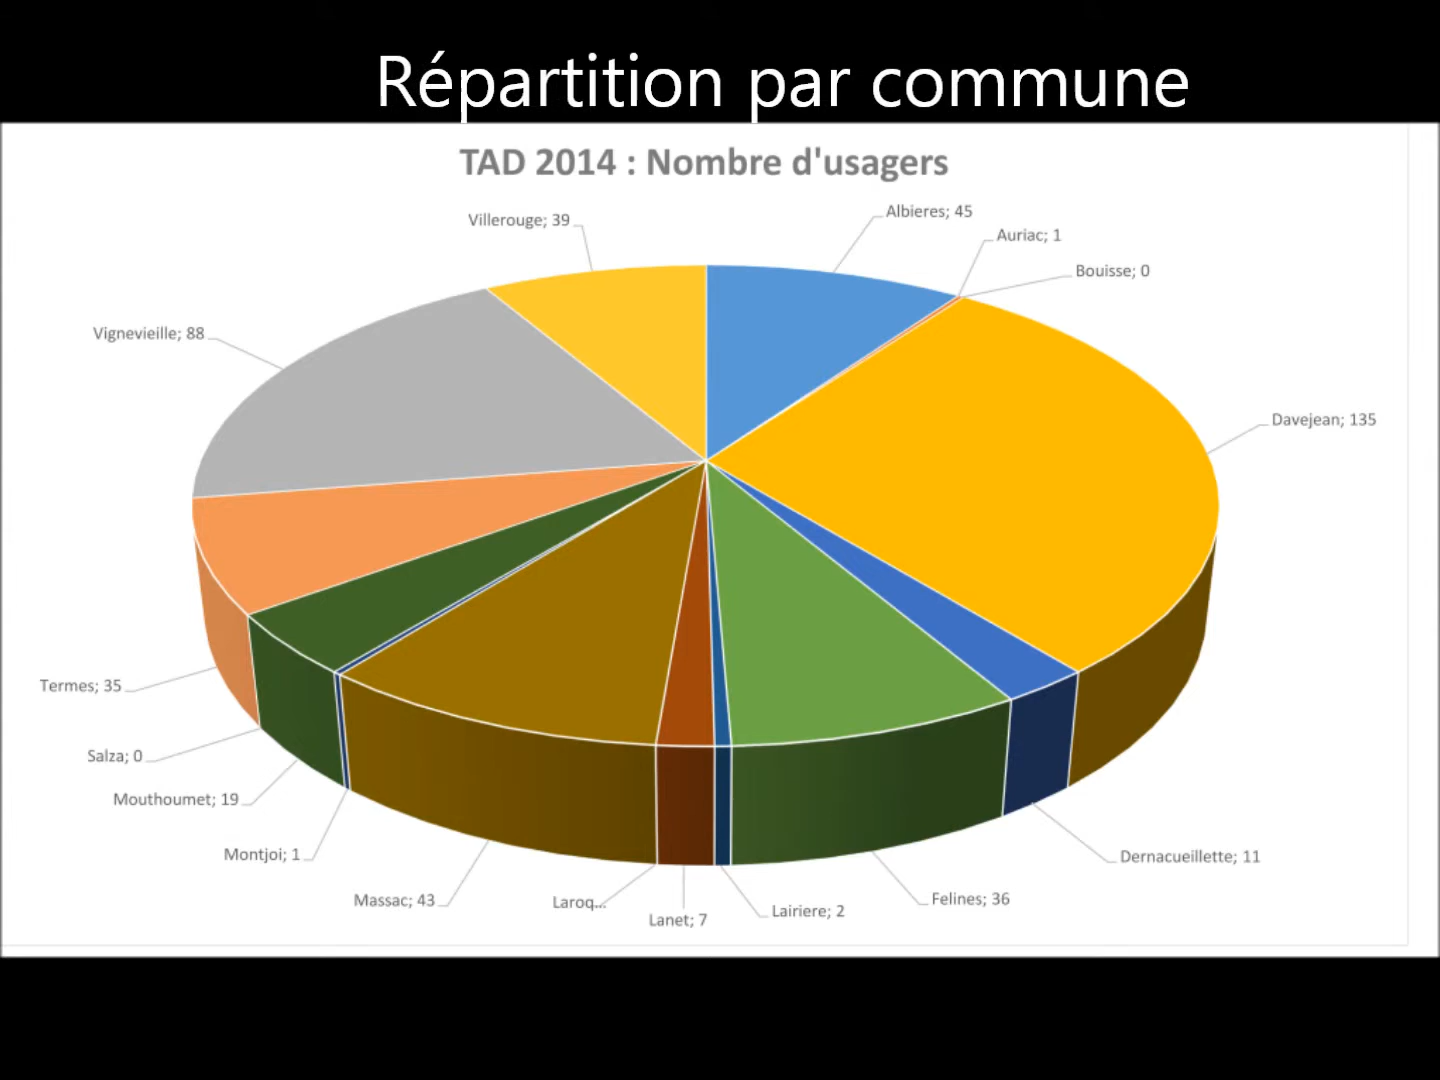 Répartition par commune
TAD 2014 : Nombre d'usagers
Villerouge; 39
Albieres; 45
Auriac; 1
Bouisse; 0
Vignevieille; 88
Davejean; 135
Termes; 35
Salza; 0
Mouthoumet; 19
Montjoi; 1
Dernacueillette; 11
Massac; 43
Laroq...
Lanet; 7
Lairiere; 2
Felines; 36